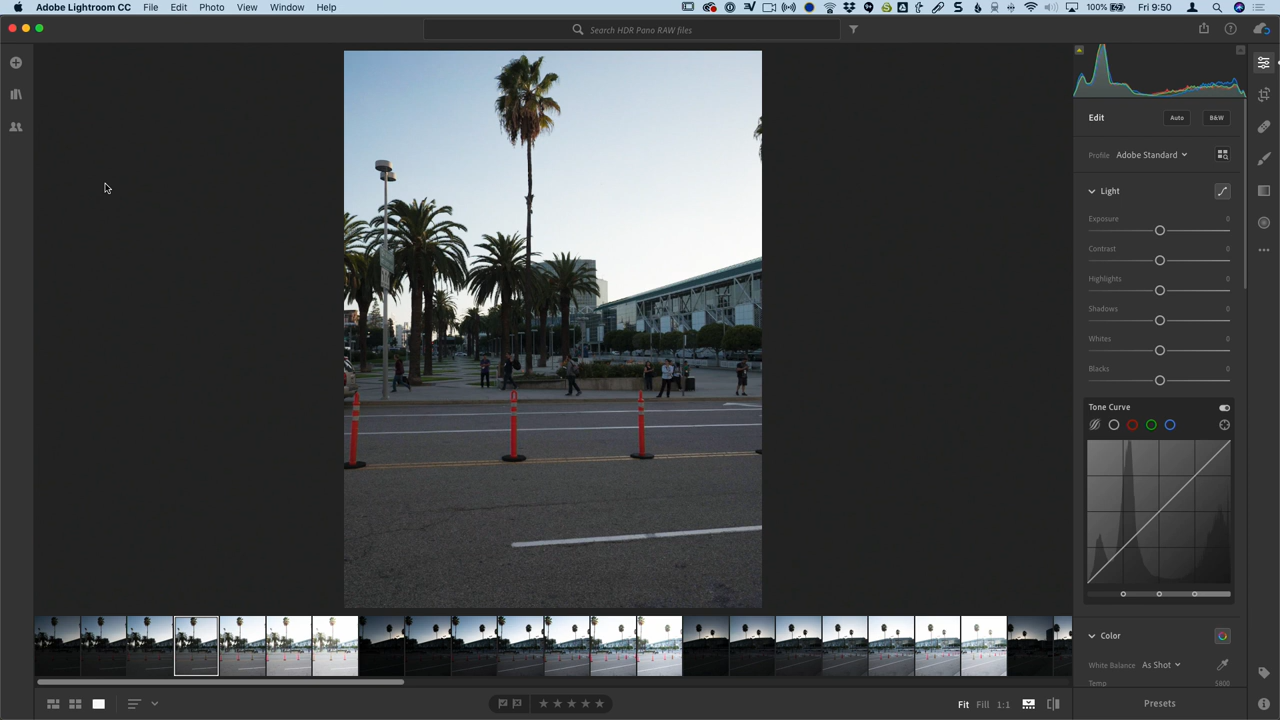 Adobe Lightroom CC File Edit Photo View Window Help 100% Fri 9:50
Search HDR Pano RAW files
Edit Auto B&W
Profile Adobe Standard
Light
Exposure 0
Contrast 0
Highlights 0
Shadows 0
Whites 0
Blacks 0
Tone Curve
Color
White Balance As Shot
Temp 5800
Fit Fill 1:1
Presets